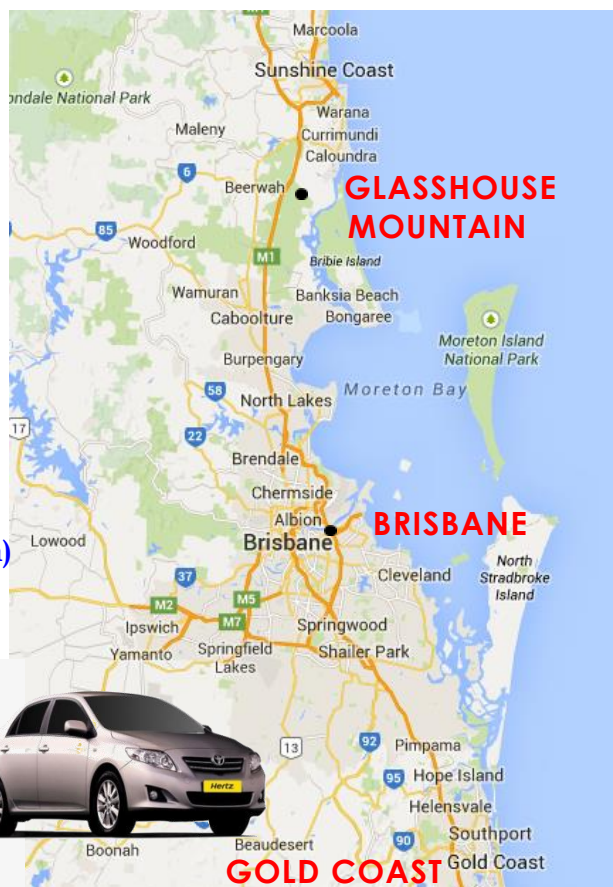 M1
Marcoola
Sunshine Coast
ondale National Park
Warana
Maleny
Currimundi
Caloundra
6
Beerwah
GLASSHOUSE
MOUNTAIN
85
Woodford
M1
Bribie Island
Wamuran
Banksia Beach
Caboolture
Bongaree
Moreton Island
National Park
Burpengary
Moreton Bay
58
North Lakes
17
22
Brendale
Chermside
Albion
BRISBANE
Lowood
Brisbane
North
Stradbroke
Island
37
Cleveland
M2
M5
M7
Ipswich
Springwood
Yamanto
Springfield
Lakes
Shailer Park
13
92
Pimpama
Hertz
95
Hope Island
Helensvale
90
Southport
Boonah
Beaudesert
GOLD COAST
Gold Coast